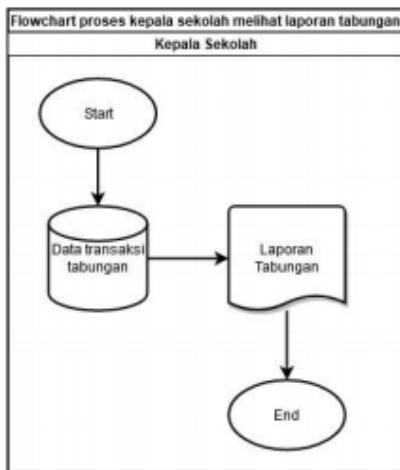 Flowchart proses kepala sekolah melihat laporan tabungan
Kepala Sekolah
Start
Data transaksi
tabungan
Laporan
Tabungan
End